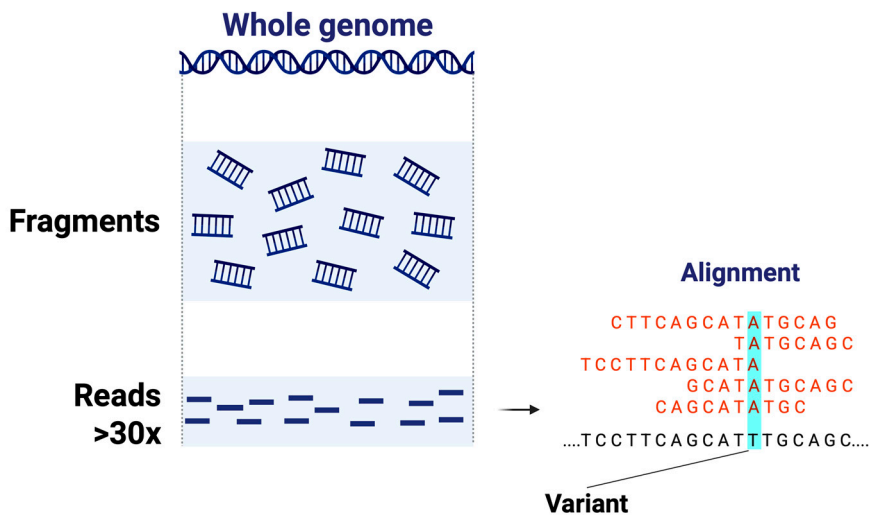 Whole genome
Fragments
Reads
>30x
Alignment
CTTCAGCATATGCAG
TATGCAGC
TCCTTCAGCATA
GCATATGCAGC
CAGCATATGC
....TCCTTCAGCATTTGCAGC....
Variant